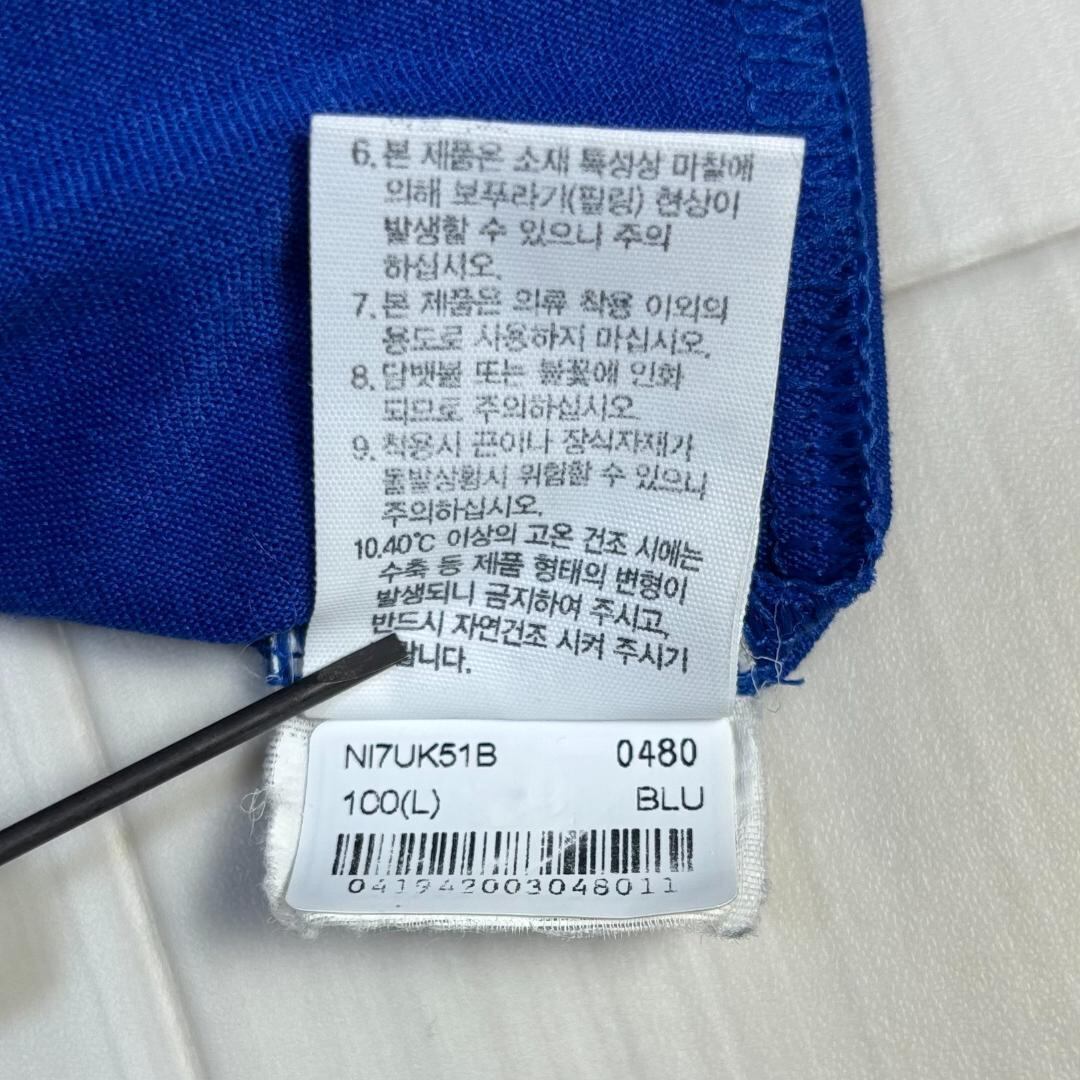 6. 본 제품은 소재 특성상 마찰에
의해 보푸라기(필링) 현상이
발생할 수 있으니 주의
하십시오.
7. 본 제품은 의류 착용 이외의
용도로 사용하지 마십시오.
8. 담뱃불 또는 불꽃에 인화
되므로 주의하십시오
9. 착용시 끈이나 장식자재가
돌발상황시 위험할 수 있으니
주의하십시오.
10.40℃ 이상의 고온 건조 시에는
수축 등 제품 형태의 변형이
발생되니 금지하여 주시고,
반드시 자연건조 시켜 주시기
랍니다.
NI7UK51B 0480
100(L) BLU
041942003048011